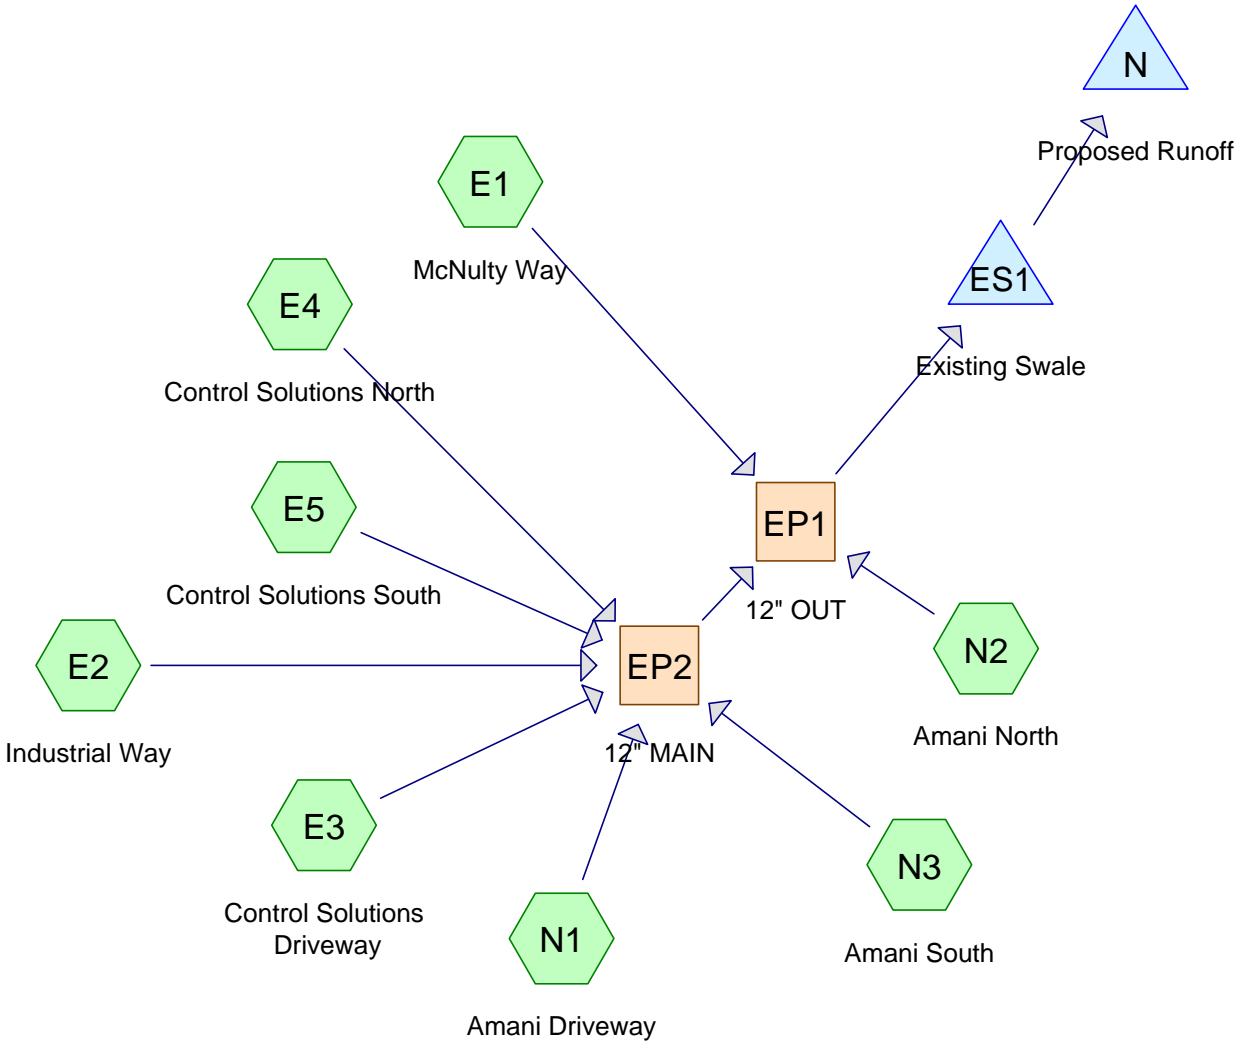 N
Proposed Runoff
E1
McNulty Way
ES1
Existing Swale
E4
Control Solutions North
E5
Control Solutions South
EP1
12" OUT
E2
Industrial Way
EP2
12" MAIN
N2
Amani North
E3
Control Solutions
Driveway
N3
Amani South
N1
Amani Driveway